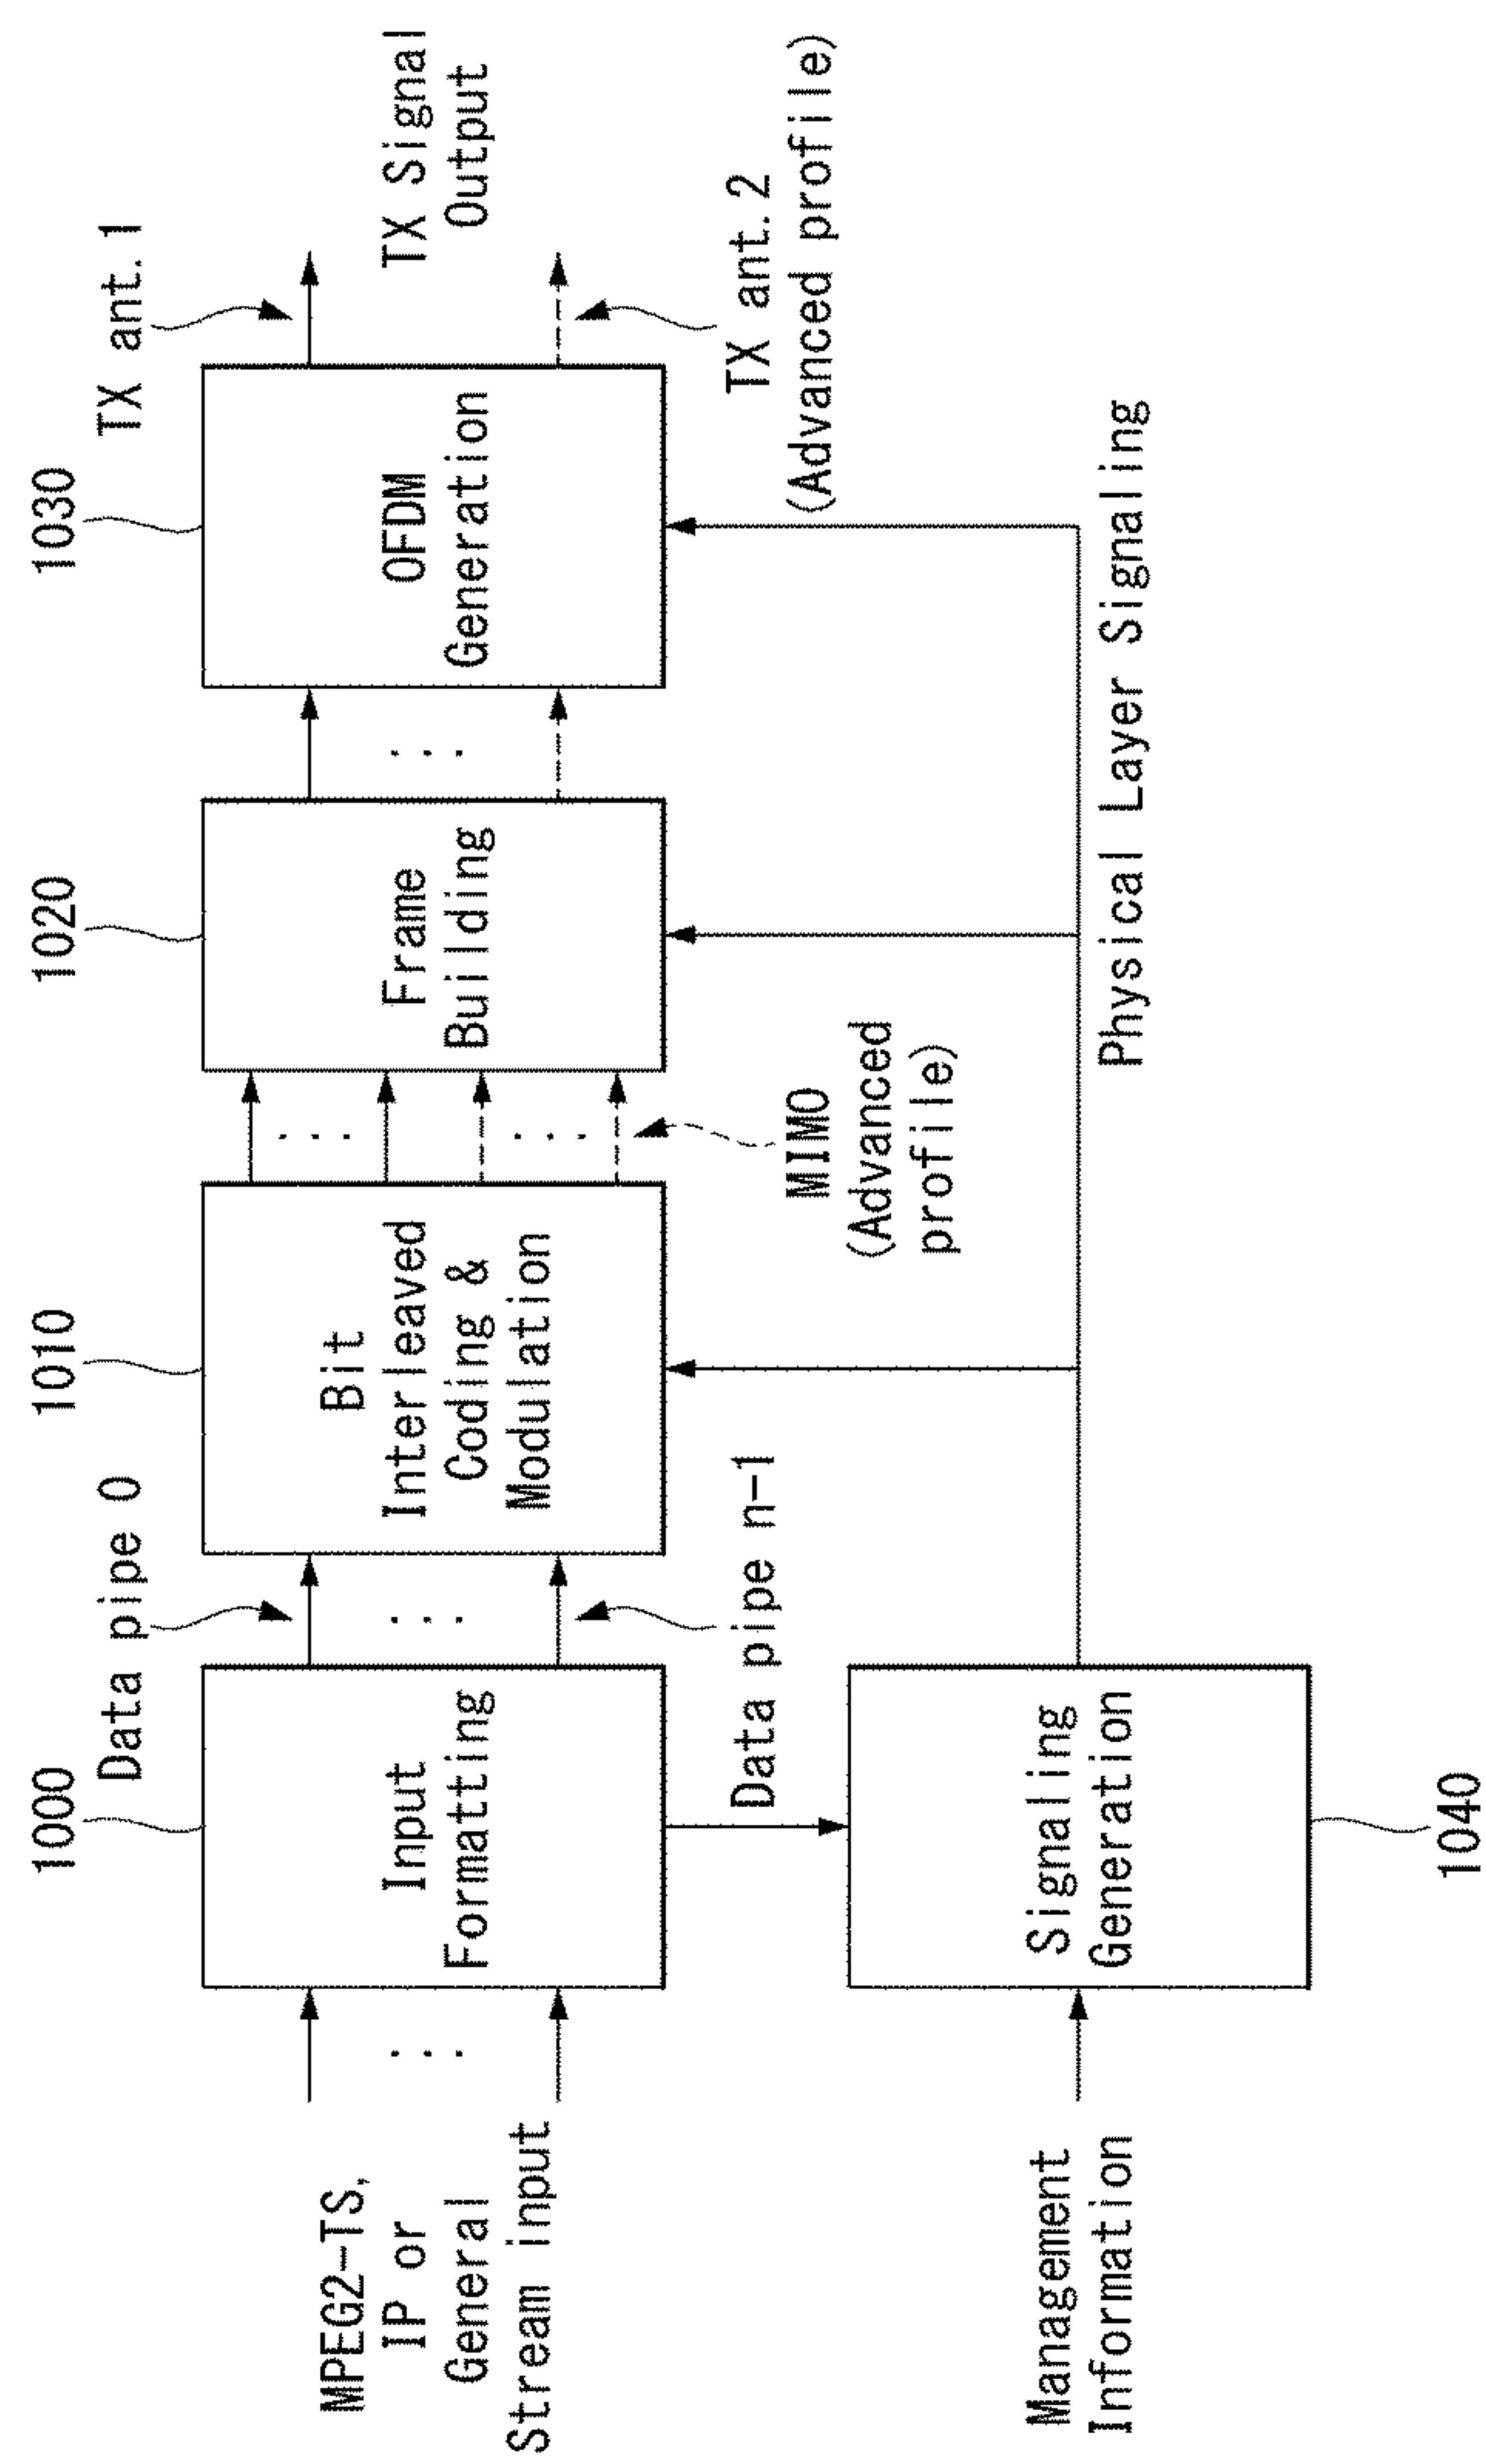 1000
1010
1020
1030
Data pipe 0
TX ant.1
MPEG2-TS,
IP or
General
Stream input
Input
Formatting
Bit
Interleaved
Coding &
Modulation
Frame
Building
OFDM
Generation
TX Signal
Output
Data pipe n-1
MIMO
(Advanced
profile)
TX ant.2
(Advanced profile)
Management
Information
Signaling
Generation
Physical Layer Signaling
1040